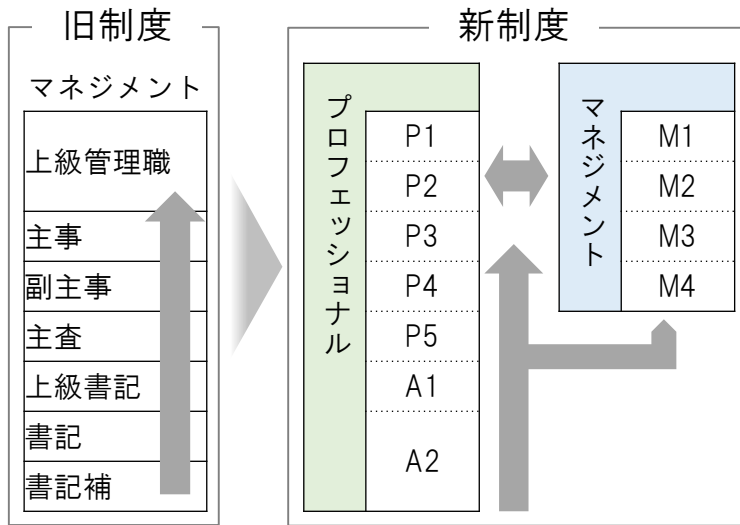 旧制度
マネジメント
上級管理職
主事
副主事
主査
上級書記
書記
書記補
新制度
プロフェッショナル
P1
P2
P3
P4
P5
A1
A2
マネジメント
M1
M2
M3
M4